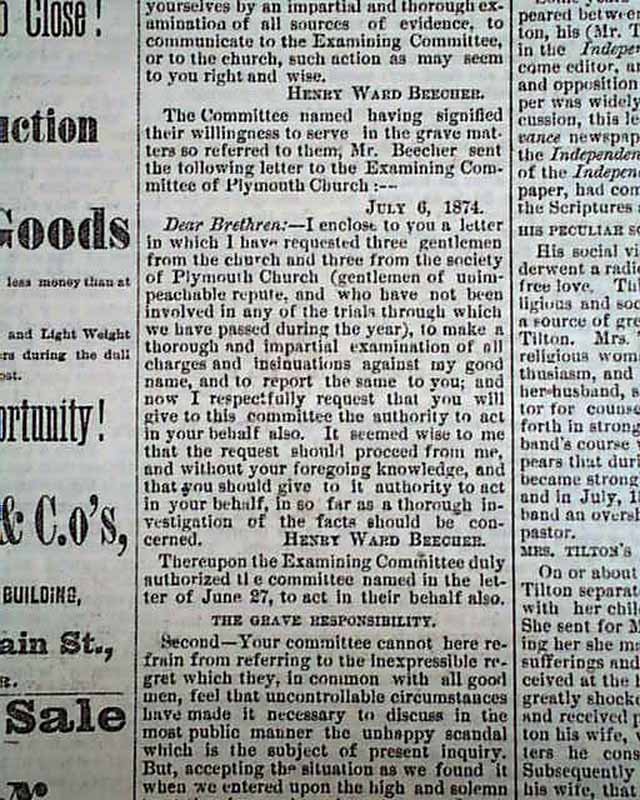 o Close!
uction
Goods
less money than at
and Light Weight
rs during the dull
ost.
ortunity!
& C.o's,
BUILDING,
ain St.,
R.
Sale
yourselves by an impartial and thorough ex-
amination of all sources of evidence, to
communicate to the Examining Committee,
or to the church, such action as may seem
to you right and wise.
HENRY WARD BEECHER.
The Committee named having signified
their willingness to serve in the grave mat-
ters so referred to them, Mr. Beecher sent
the following letter to the Examining Com-
mittee of Plymouth Church :--
JULY 6, 1874.
Dear Brethren:—I enclose to you a letter
in which I have requested three gentlemen
from the church and three from the society
of Plymouth Church (gentlemen of unim-
peachable repute, and who have not been
involved in any of the trials through which
we have passed during the year), to make a
thorough and impartial examination of all
charges and insinuations against my good
name, and to report the same to you; and
now I respectfully request that you will
give to this committee the authority to act
in your behalf also. It seemed wise to me
that the request should proceed from me,
and without your foregoing knowledge, and
that you should give to it authority to act
in your behalf, in so far as a thorough in-
vestigation of the facts should be con-
cerned. HENRY WARD BEECHER.
Thereupon the Examining Committee duly
authorized the committee named in the let-
ter of June 27, to act in their behalf also.
THE GRAVE RESPONSIBILITY.
Second—Your committee cannot here re-
frain from referring to the inexpressible re-
gret which they, in common with all good
men, feel that uncontrollable circumstances
have made it necessary to discuss in the
most public manner the unhappy scandal
which is the subject of present inquiry.
But, accepting the situation as we found it
when we entered upon the high and solemn
peared betwee
ton, his (Mr. T
in the Indepe
come editor, an
and opposition
per was widely
cussion, this le
vance newspap
the Independen
of the Indepen
paper, had com
the Scriptures
HIS PECULIAR SO
His social vi
derwent a radi
free love. Thi
ligious and soc
a source of gre
Tilton. Mrs. T
religious wom
thusiasm, and
her husband, s
tor for counse
forth in strong
band's course
pears that duri
became strong
and in July, 1
band an oversh
pastor.
MRS. TILTON'S
On or about
Tilton separat
with her chil
She sent for M
ing her she ma
sufferings and
ceived at the h
greatly shock
and received p
ton his wife, w
ters he cons
Subsequently
his wife, that